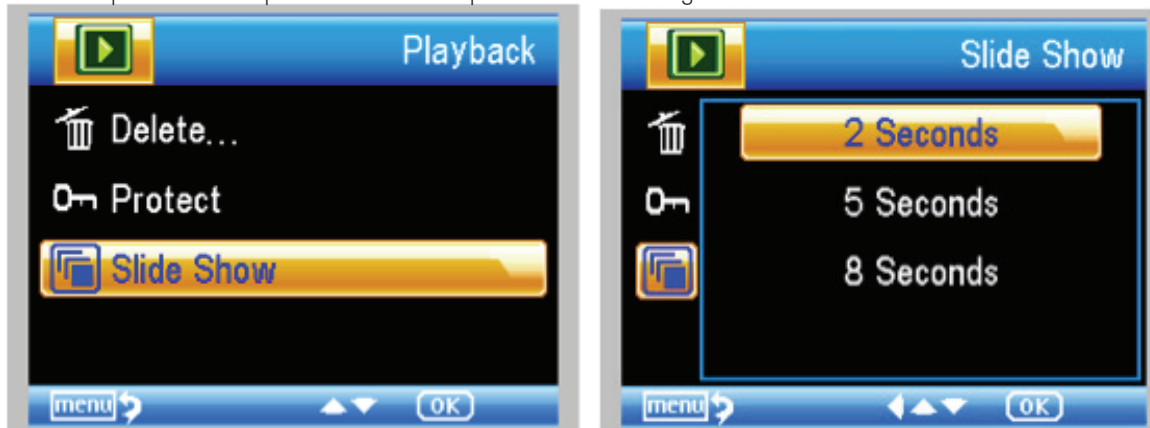 Playback
Delete...
Protect
Slide Show
menu
OK
Slide Show
2 Seconds
5 Seconds
8 Seconds
menu
OK